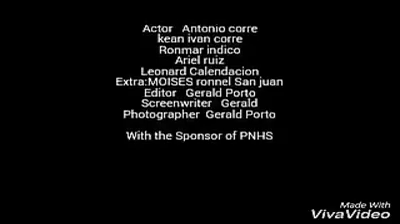 Actor Antonio corre
kean ivan corre
Ronmar indico
Ariel ruiz
Leonard Calendacion
Extra:MOISES ronnel San juan
Editor Gerald Porto
Screenwriter Gerald
Photographer Gerald Porto
With the Sponsor of PNHS
Made With
VivaVideo